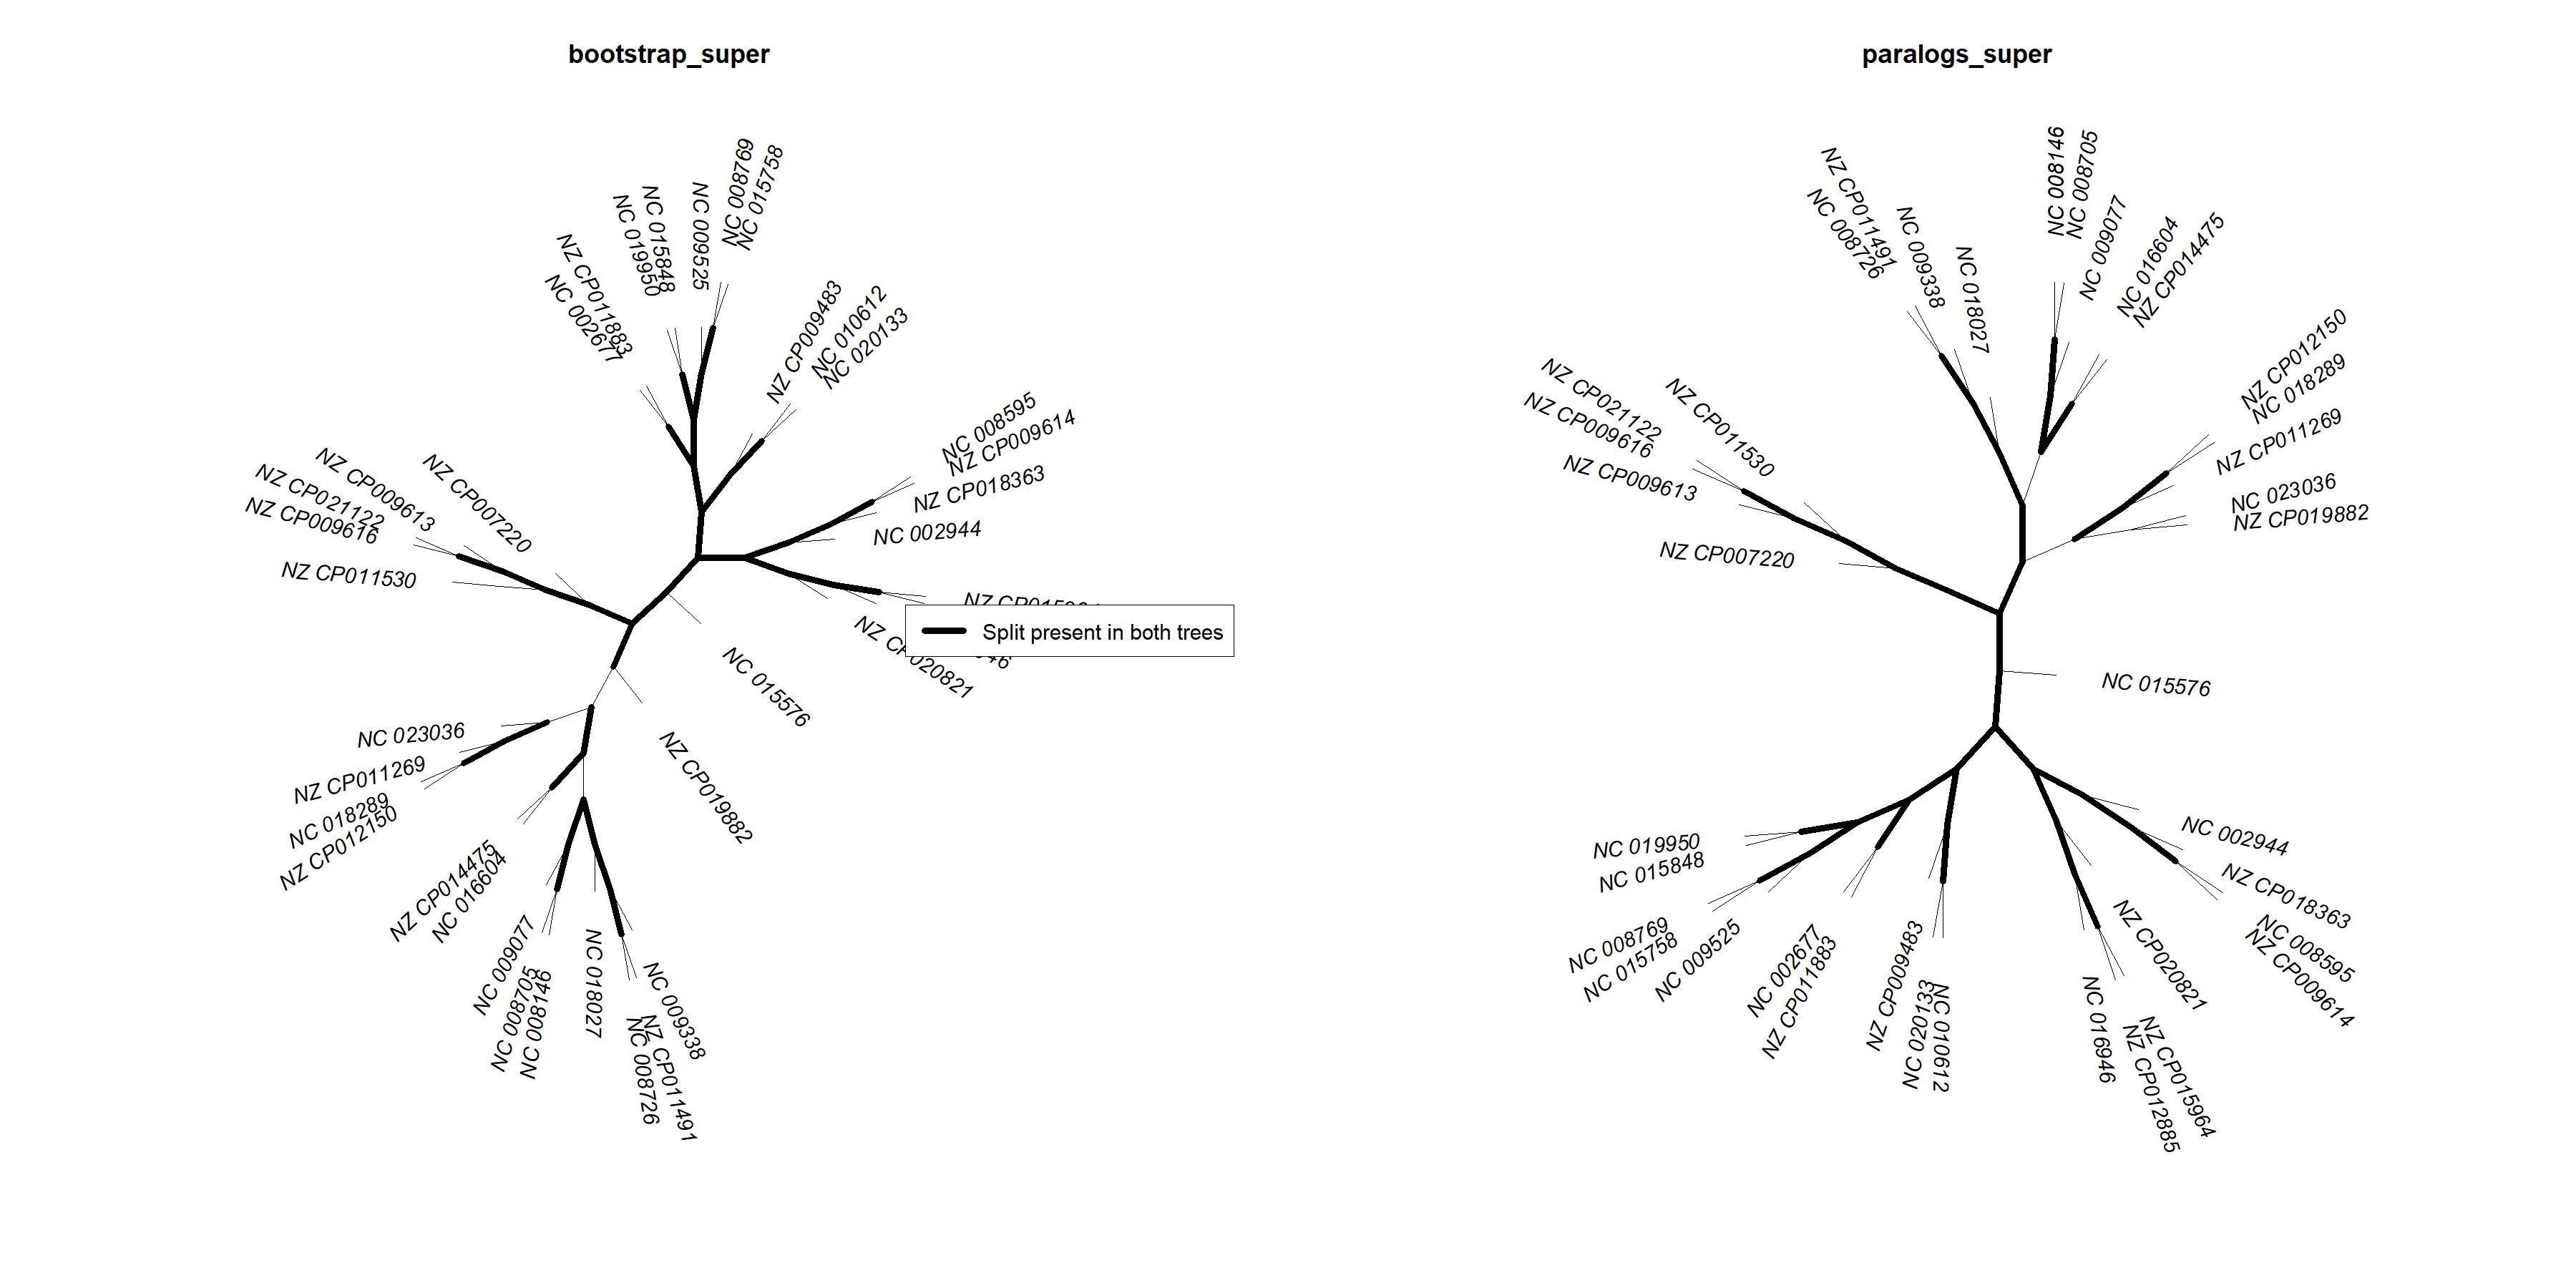 bootstrap_super
NC 008769
NC 015758
NC 009525
NC 015848
NC 019950
NZ CP011883
NC 002677
NZ CP009483
NC 010612
NC 020133
NC 008595
NZ CP009614
NZ CP018363
NC 002944
NZ CP007220
NZ CP009613
NZ CP021122
NZ CP009616
NZ CP011530
Split present in both trees
NZ CP020821
NC 015576
NZ CP019882
NC 023036
NZ CP011269
NC 018289
NZ CP012150
NZ CP014475
NC 016604
NC 009077
NC 008705
NC 008146
NC 018027
NC 009338
NZ CP011491
NC 008726
paralogs_super
NC 008146
NC 008705
NC 009077
NC 016604
NZ CP014475
NZ CP011491
NC 008726
NC 009338
NC 018027
NZ CP012150
NC 018289
NZ CP011269
NC 023036
NZ CP019882
NZ CP021122
NZ CP009616
NZ CP011530
NZ CP009613
NZ CP007220
NC 015576
NC 019950
NC 015848
NC 008769
NC 015758
NC 009525
NC 002677
NZ CP011883
NZ CP009483
NC 020133
NC 010612
NC 002944
NZ CP018363
NC 008595
NZ CP009614
NZ CP020821
NC 016946
NZ CP015964
NZ CP012885